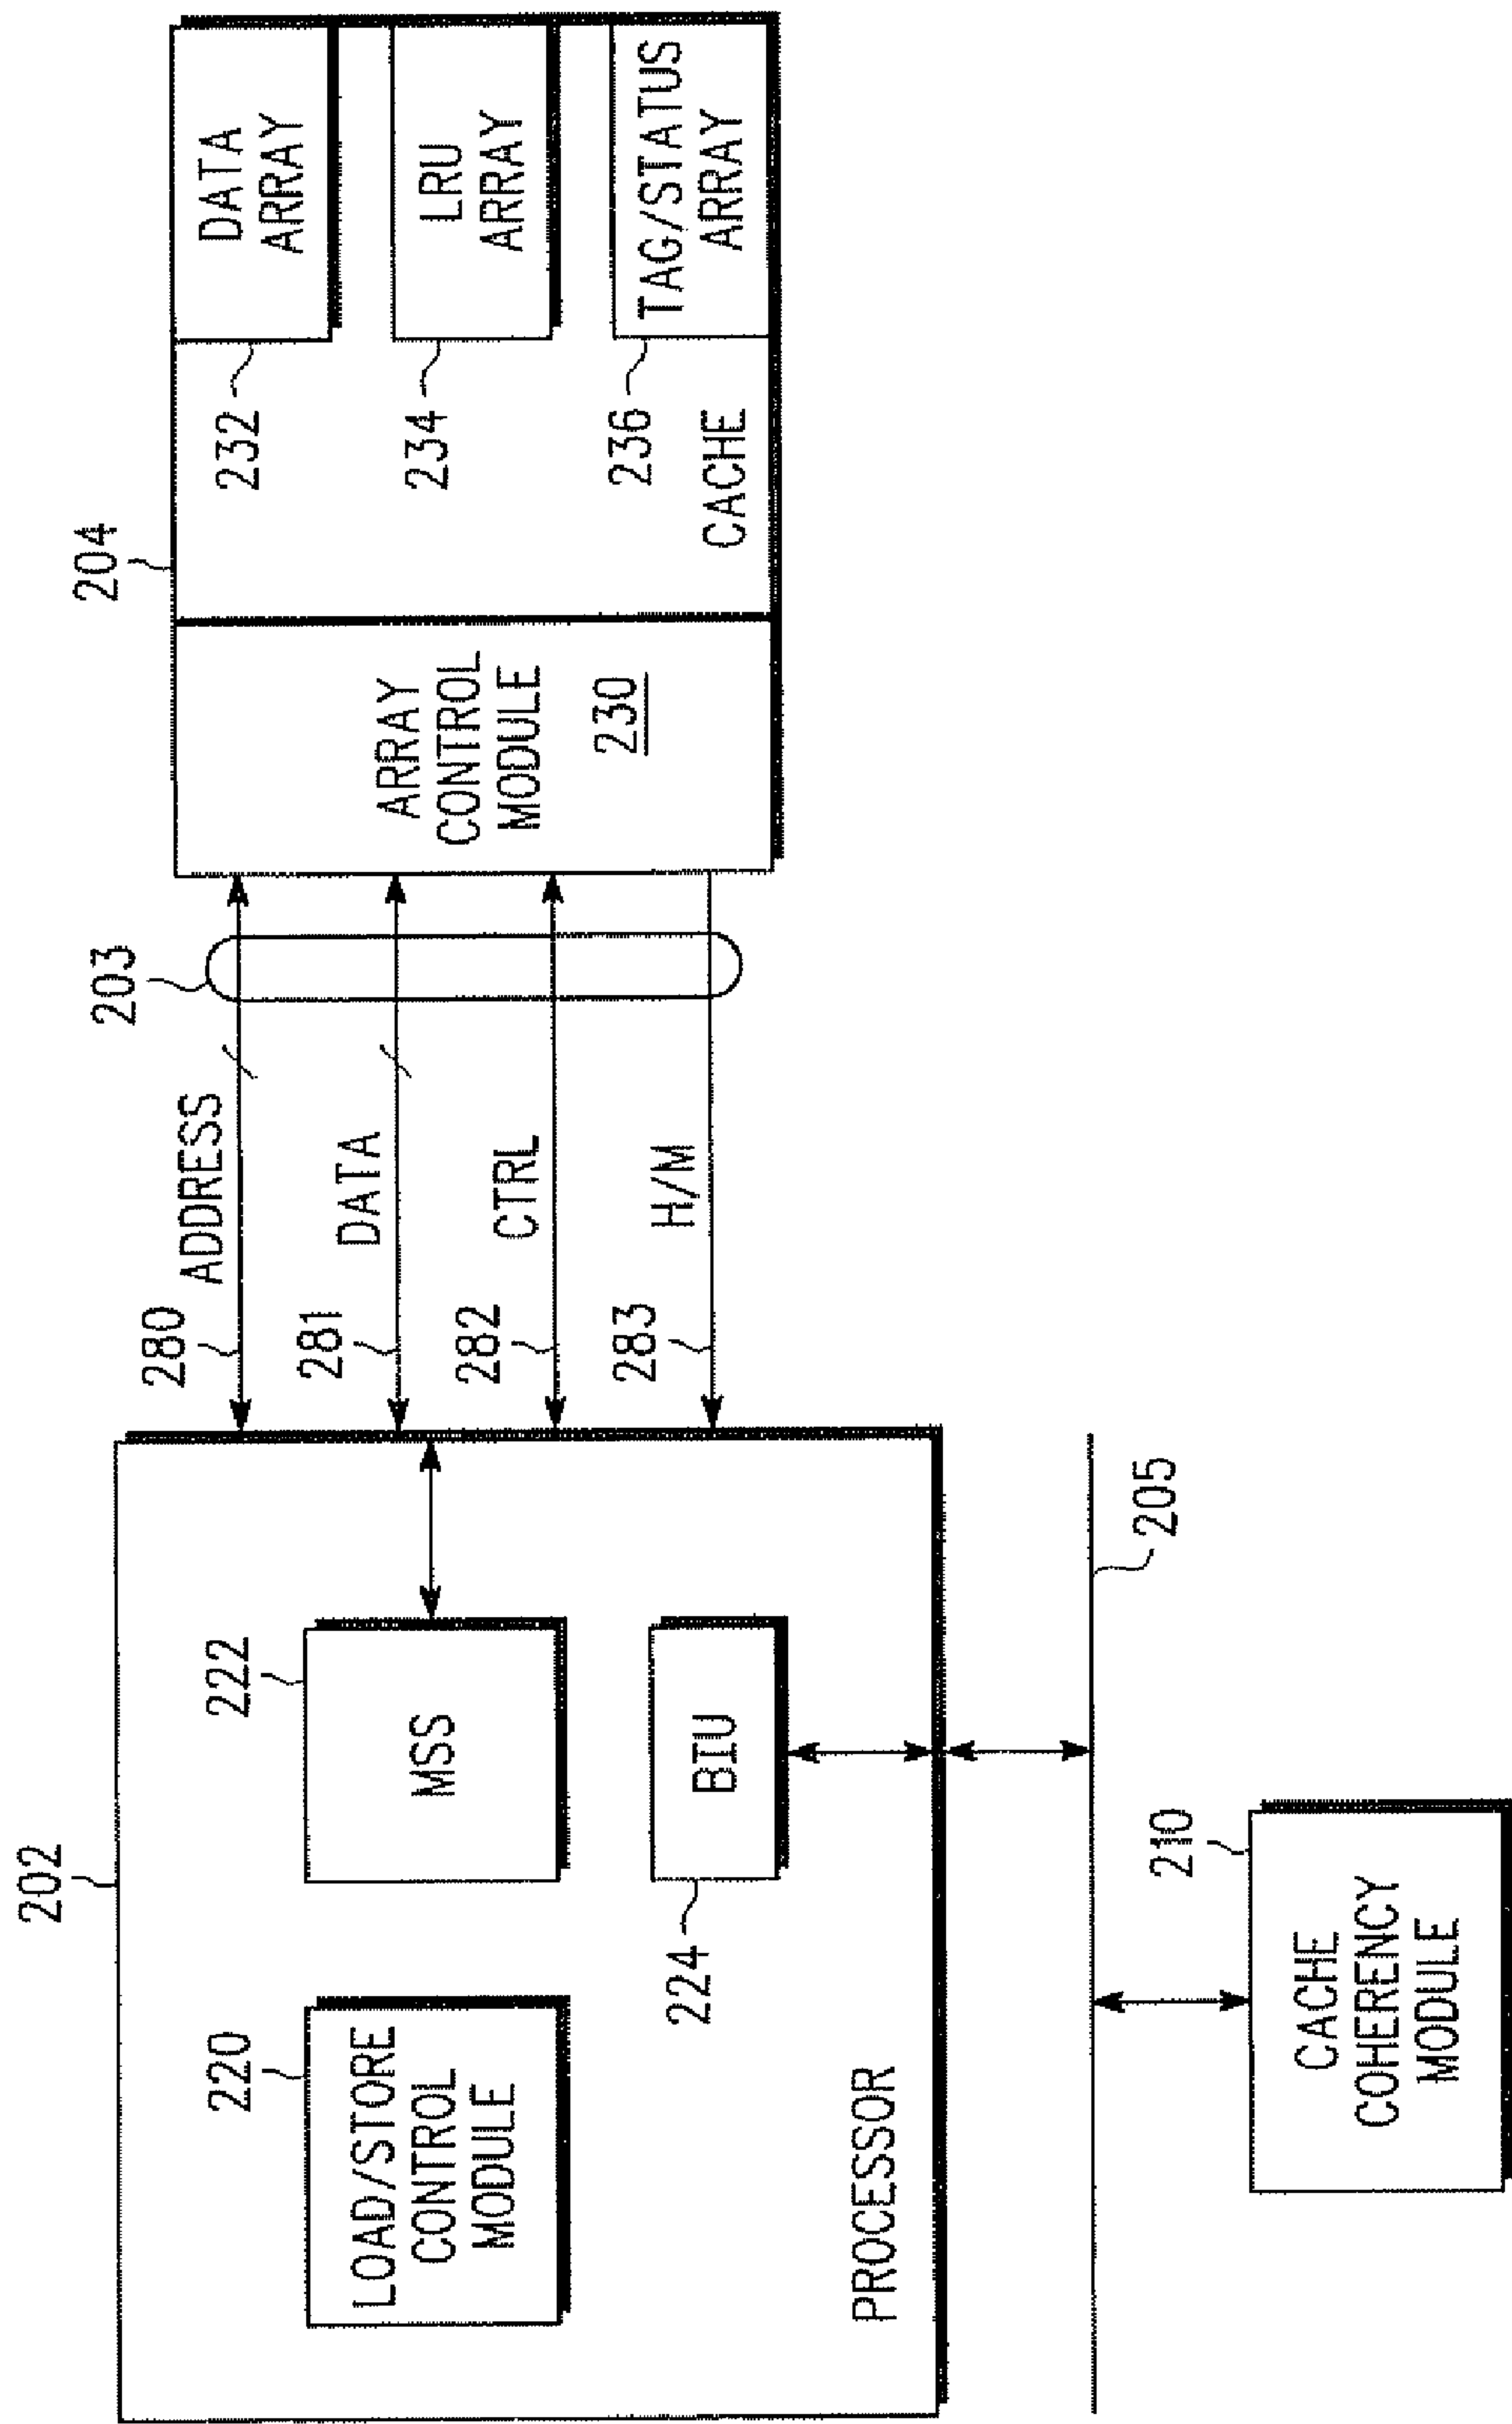 202
220
LOAD/STORE
CONTROL
MODULE
222
MSS
224
BIU
PROCESSOR
280
ADDRESS
281
DATA
282
CTRL
283
H/M
203
204
ARRAY
CONTROL
MODULE
230
232
DATA
ARRAY
234
LRU
ARRAY
236
TAG/STATUS
ARRAY
CACHE
205
210
CACHE
COHERENCY
MODULE